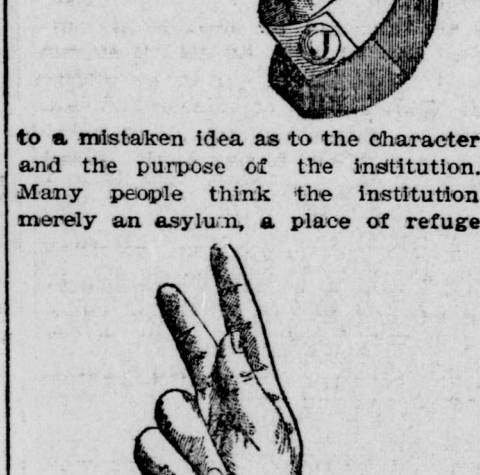 J
to a mistaken idea as to the character
and the purpose of the institution.
Many people think the institution
merely an asylum, a place of refuge